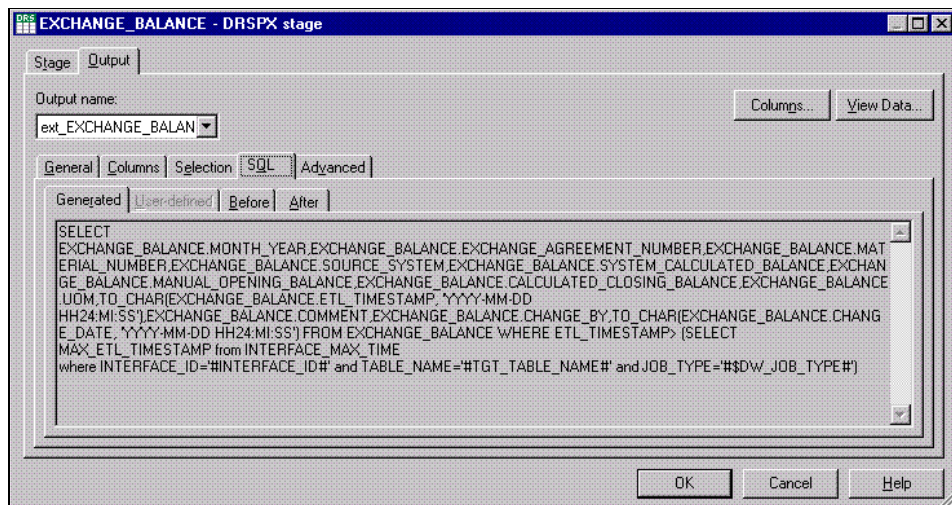 DRS
EXCHANGE_BALANCE - DRSPX stage
Stage Output
Output name:
Columns... View Data...
ext_EXCHANGE_BALAN
General Columns Selection SQL Advanced
Generated User-defined Before After
SELECT
EXCHANGE_BALANCE.MONTH_YEAR,EXCHANGE_BALANCE.EXCHANGE_AGREEMENT_NUMBER,EXCHANGE_BALANCE.MAT
ERIAL_NUMBER,EXCHANGE_BALANCE.SOURCE_SYSTEM,EXCHANGE_BALANCE.SYSTEM_CALCULATED_BALANCE,EXCHAN
GE_BALANCE.MANUAL_OPENING_BALANCE,EXCHANGE_BALANCE.CALCULATED_CLOSING_BALANCE,EXCHANGE_BALANCE
.UOM,TO_CHAR(EXCHANGE_BALANCE.ETL_TIMESTAMP, 'YYYY-MM-DD
HH24:MI:SS'),EXCHANGE_BALANCE.COMMENT,EXCHANGE_BALANCE.CHANGE_BY,TO_CHAR(EXCHANGE_BALANCE.CHANG
E_DATE, 'YYYY-MM-DD HH24:MI:SS') FROM EXCHANGE_BALANCE WHERE ETL_TIMESTAMP> (SELECT
MAX_ETL_TIMESTAMP from INTERFACE_MAX_TIME
where INTERFACE_ID='#INTERFACE_ID#' and TABLE_NAME='#TGT_TABLE_NAME#' and JOB_TYPE='#$DW_JOB_TYPE#')
OK Cancel Help